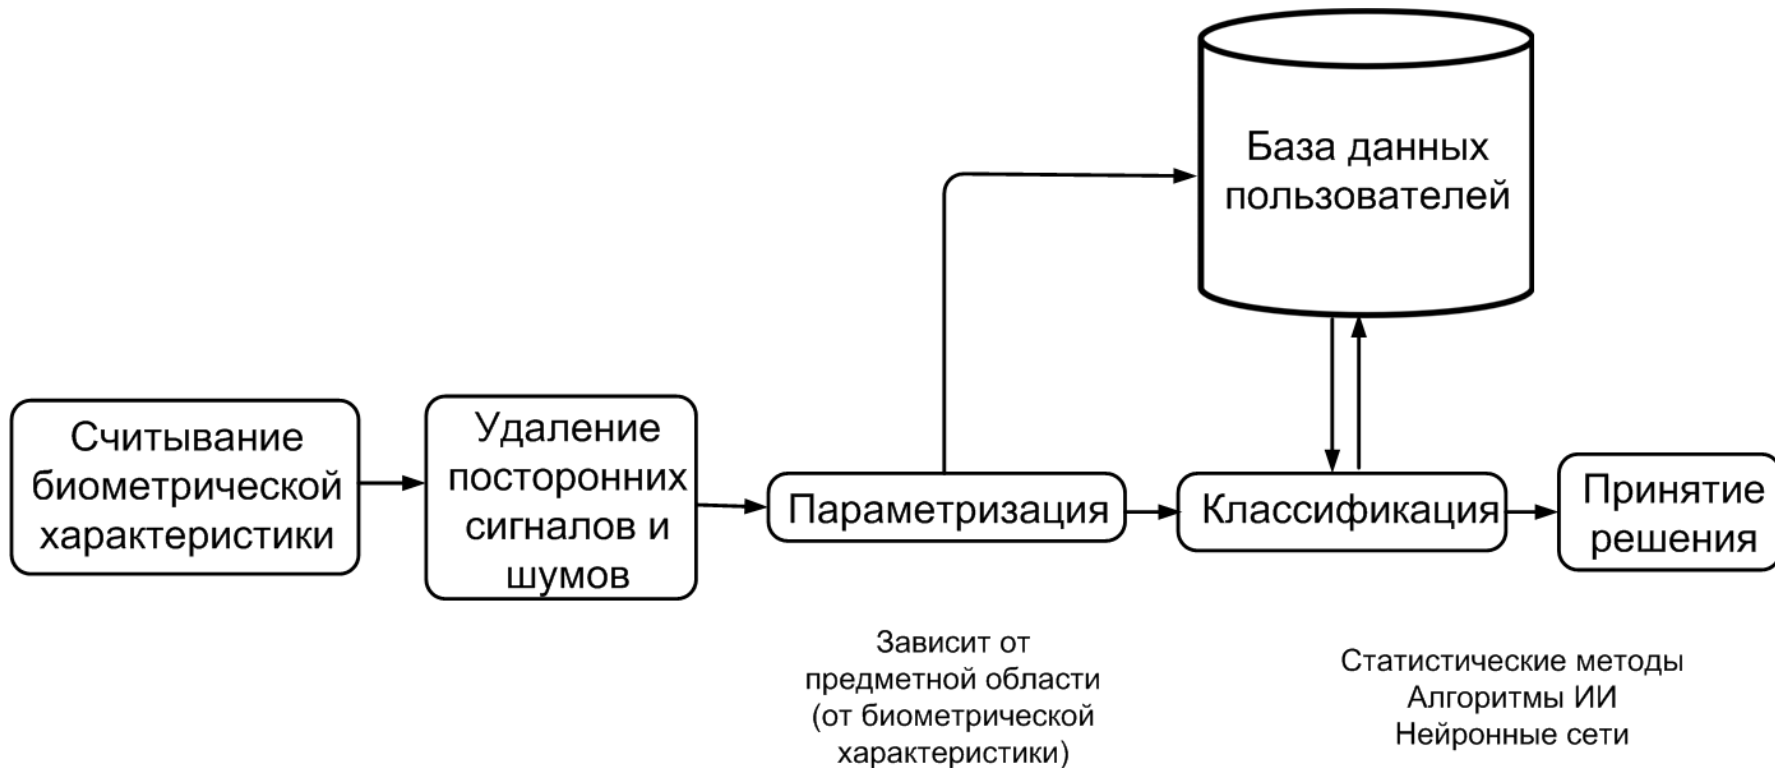 База данных
пользователей
Считывание
биометрической
характеристики
Удаление
посторонних
сигналов и
шумов
Параметризация
Классификация
Принятие
решения
Зависит от
предметной области
(от биометрической
характеристики)
Статистические методы
Алгоритмы ИИ
Нейронные сети